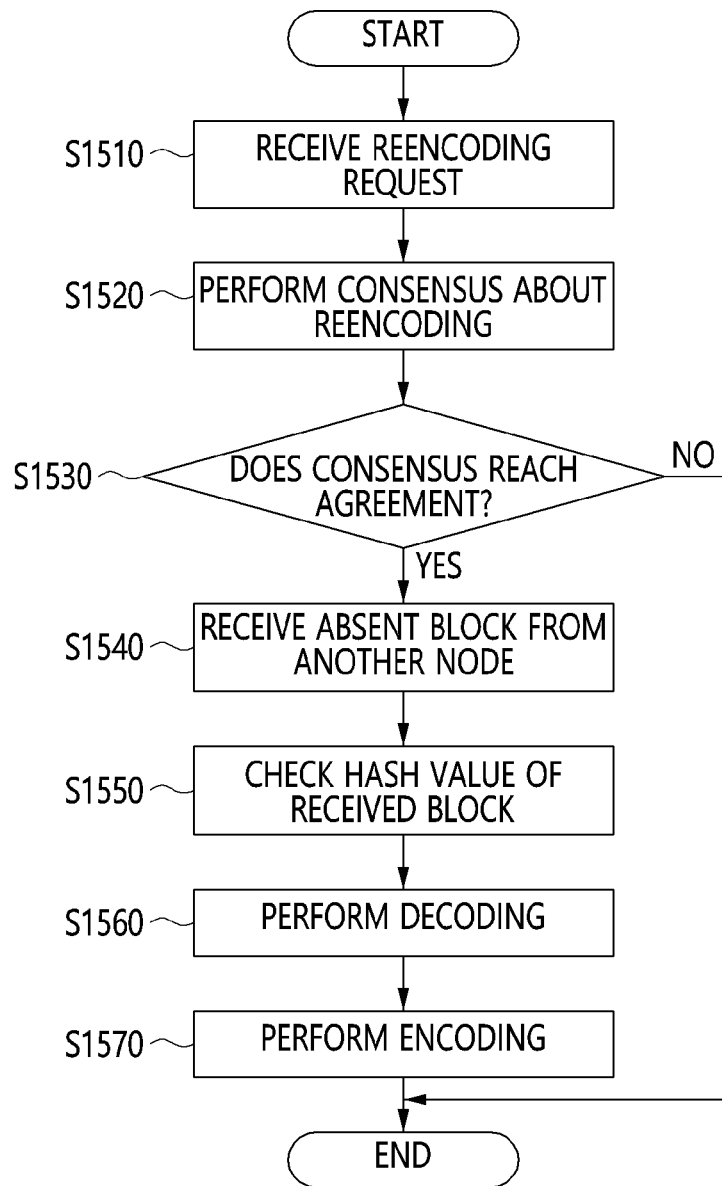 START
S1510
RECEIVE REENCODING
REQUEST
S1520
PERFORM CONSENSUS ABOUT
REENCODING
S1530
DOES CONSENSUS REACH
AGREEMENT?
NO
YES
S1540
RECEIVE ABSENT BLOCK FROM
ANOTHER NODE
S1550
CHECK HASH VALUE OF
RECEIVED BLOCK
S1560
PERFORM DECODING
S1570
PERFORM ENCODING
END